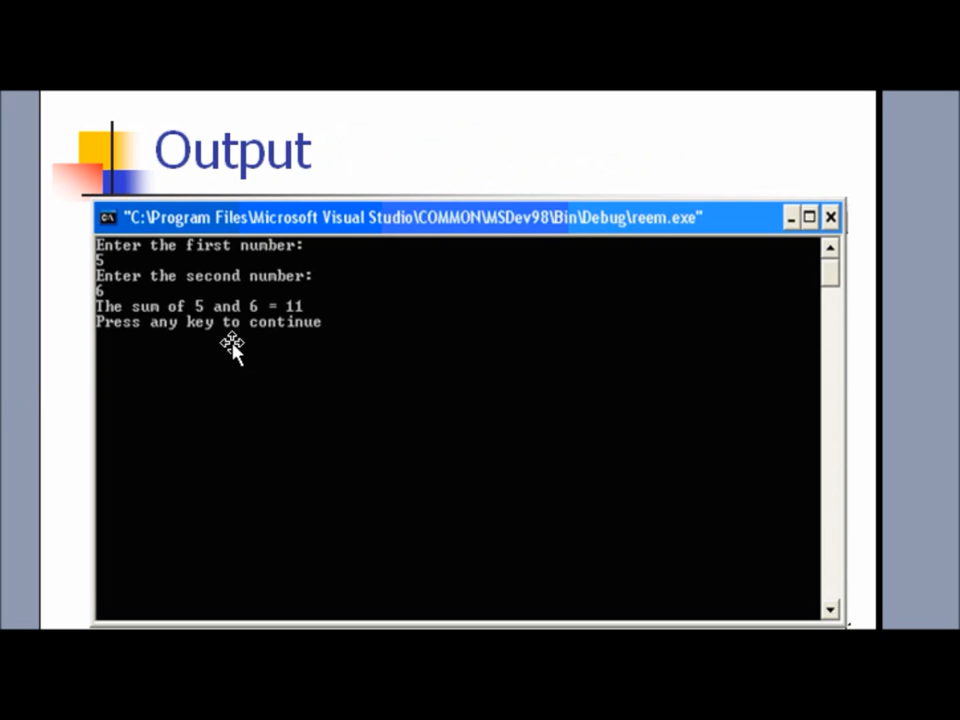 Output
"C:\Program Files\Microsoft Visual Studio\COMMON\MSDev98\Bin\Debug\reem.exe"
Enter the first number:
5
Enter the second number:
6
The sum of 5 and 6 = 11
Press any key to continue